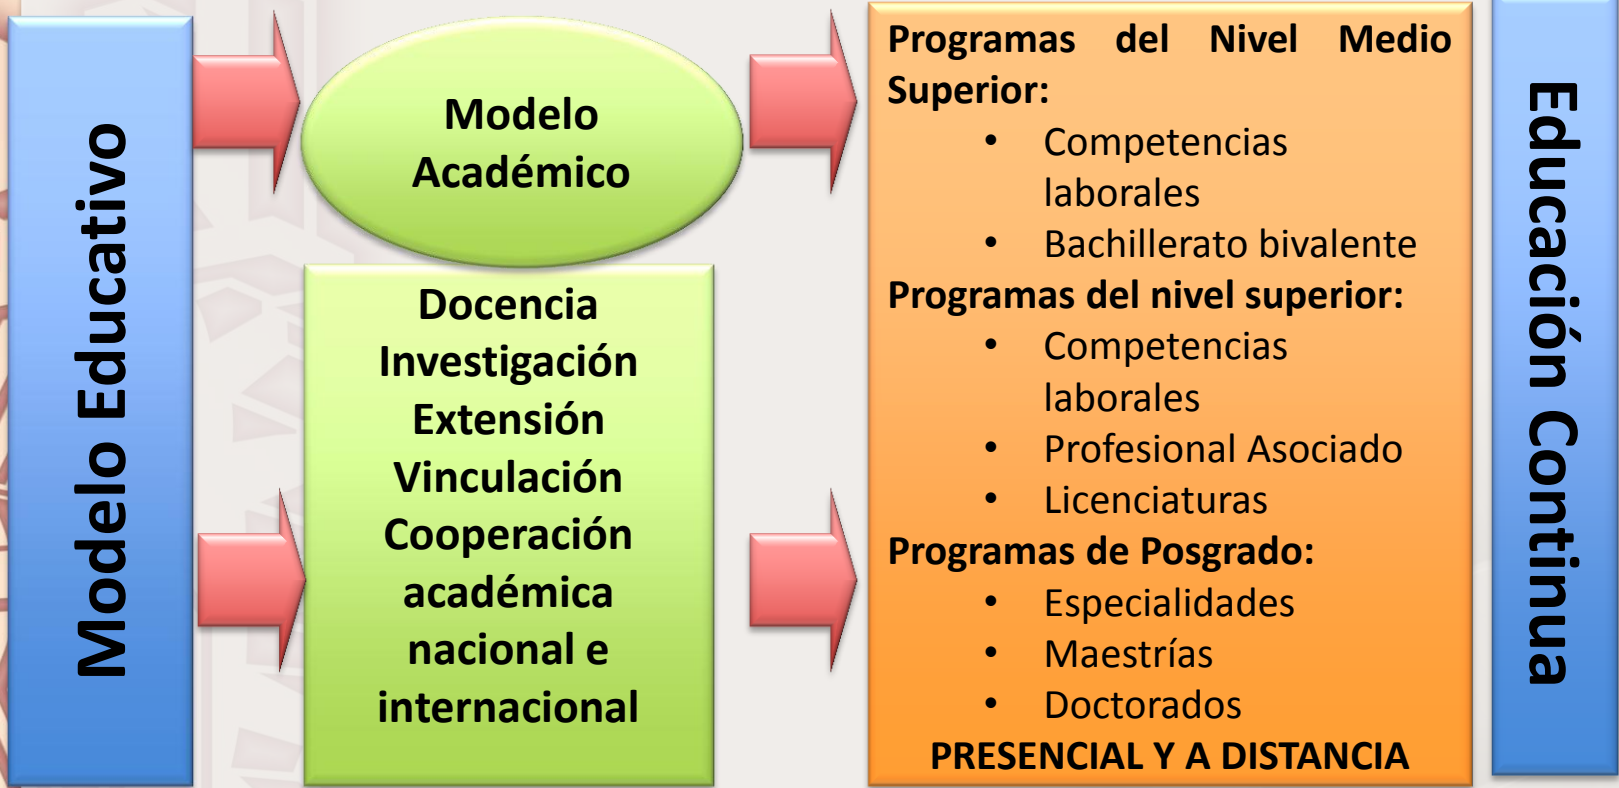 Modelo Educativo
Modelo
Académico
Docencia
Investigación
Extensión
Vinculación
Cooperación
académica
nacional e
internacional
Programas del Nivel Medio
Superior:
• Competencias
laborales
• Bachillerato bivalente
Programas del nivel superior:
• Competencias
laborales
• Profesional Asociado
• Licenciaturas
Programas de Posgrado:
• Especialidades
• Maestrías
• Doctorados
PRESENCIAL Y A DISTANCIA
Educación Continua